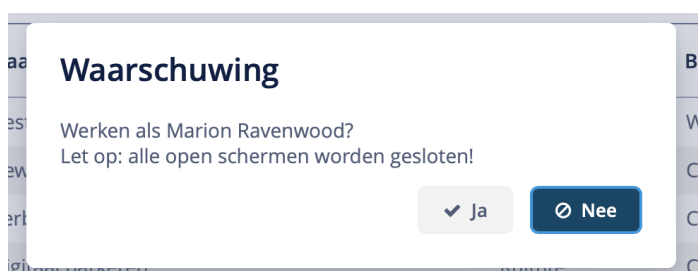 Waarschuwing
Werken als Marion Ravenwood?
Let op: alle open schermen worden gesloten!
Ja
Nee